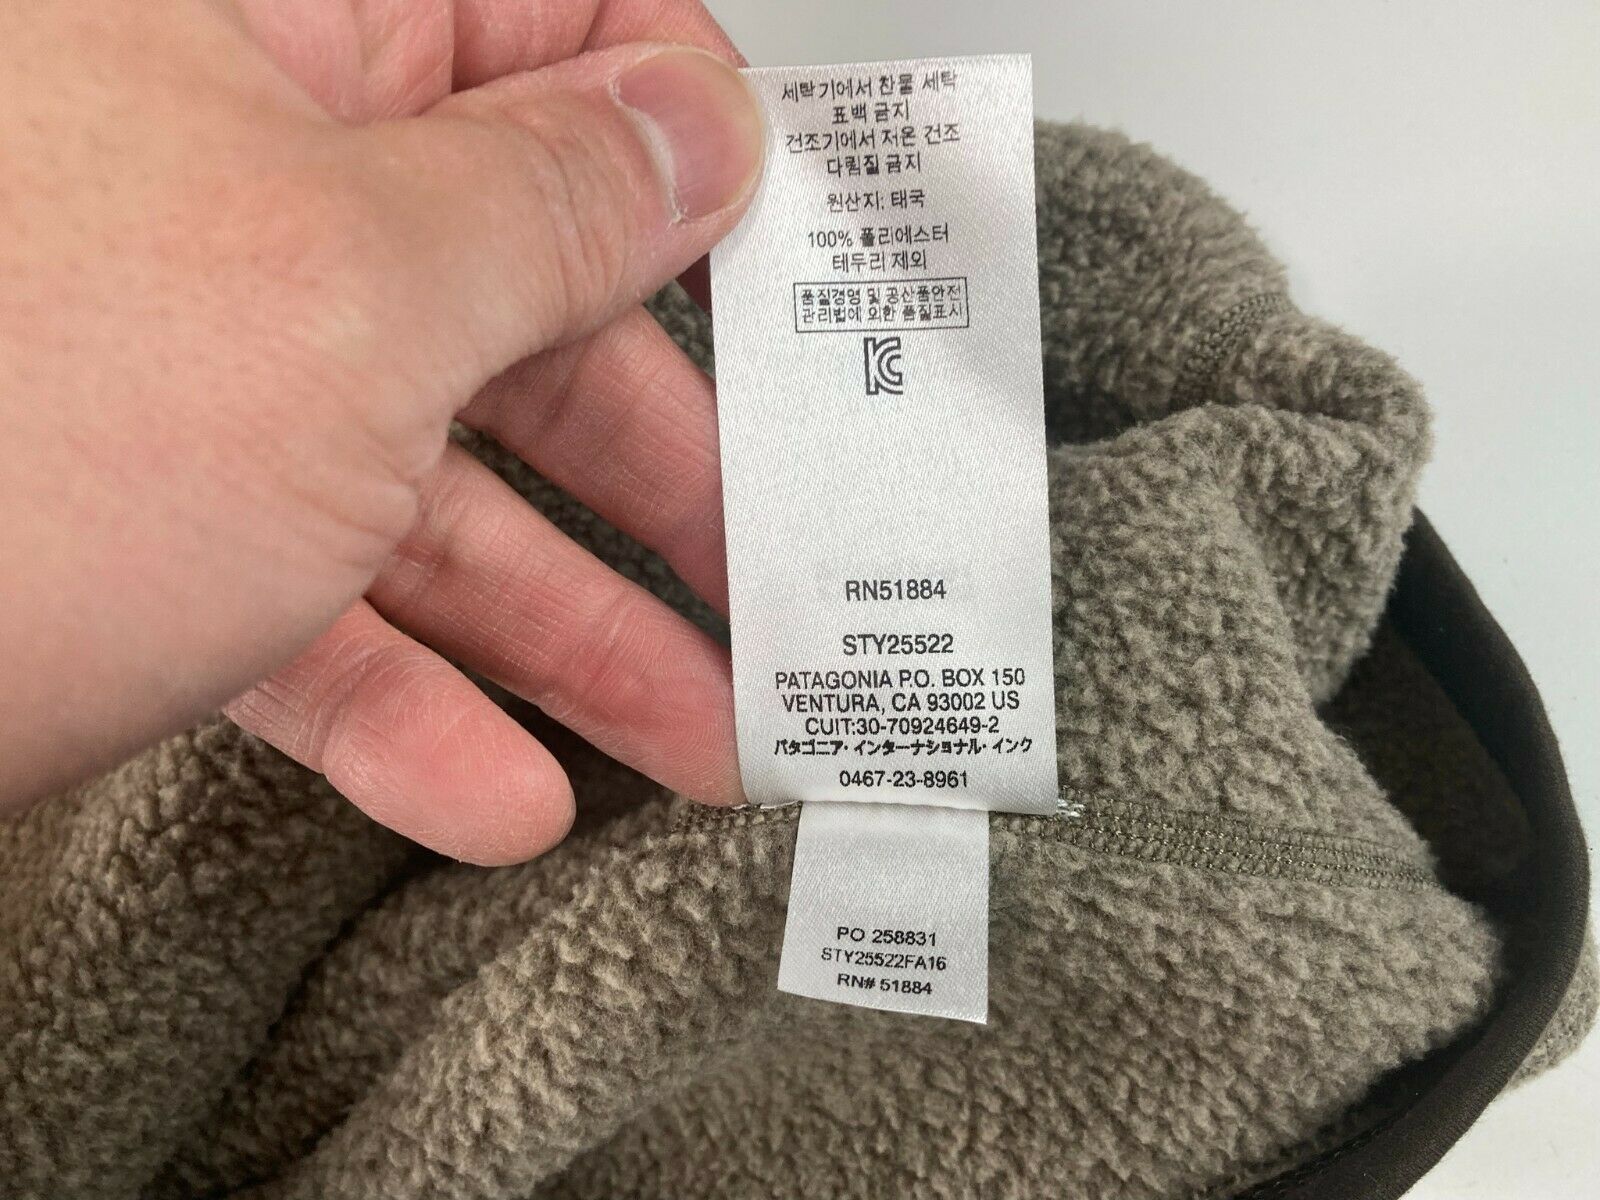 세탁기에서 찬물 세탁
표백 금지
건조기에서 저온 건조
다림질 금지
원산지: 태국
100% 폴리에스터
테두리 제외
품질경영 및 공산품안전
관리법에 의한 품질표시
KC
RN51884
STY25522
PATAGONIA P.O. BOX 150
VENTURA, CA 93002 US
CUIT:30-70924649-2
パタゴニア・インターナショナル・インク
0467-23-8961
PO 258831
STY25522FA16
RN# 51884